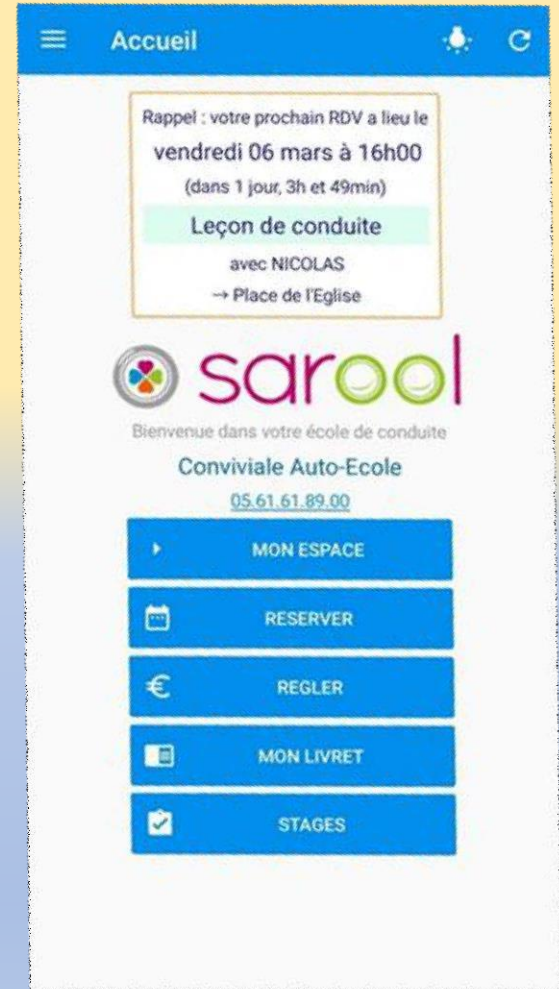 Accueil
Rappel : votre prochain RDV a lieu le
vendredi 06 mars à 16h00
(dans 1 jour, 3h et 49min)
Leçon de conduite
avec NICOLAS
→ Place de l'Eglise
sarool
Bienvenue dans votre école de conduite
Conviviale Auto-Ecole
05.61.61.89.00
MON ESPACE
RESERVER
€ REGLER
MON LIVRET
STAGES